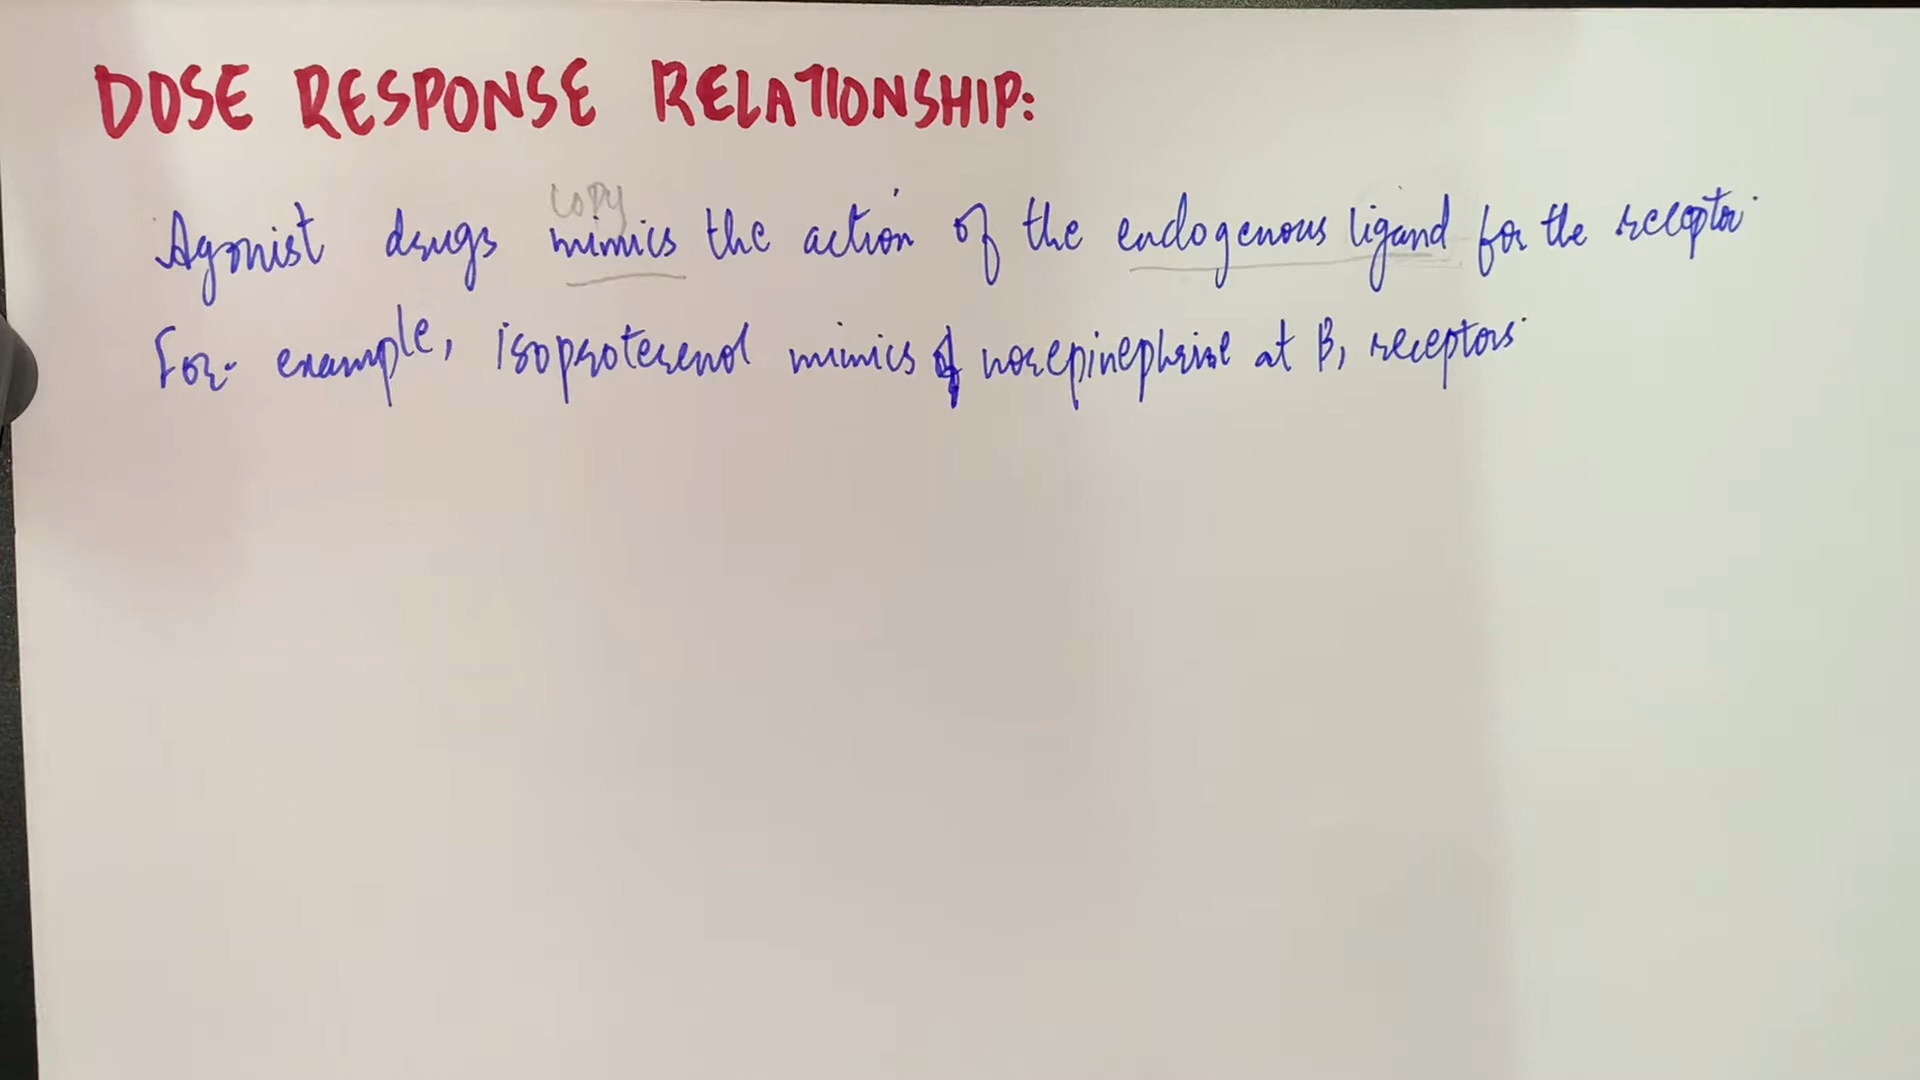 DOSE RESPONSE RELATIONSHIP:
copy
Agonist drugs mimics the action of the endogenous ligand for the receptor.
For example, isoproterenol mimics of norepinephrine at β₁ receptors.